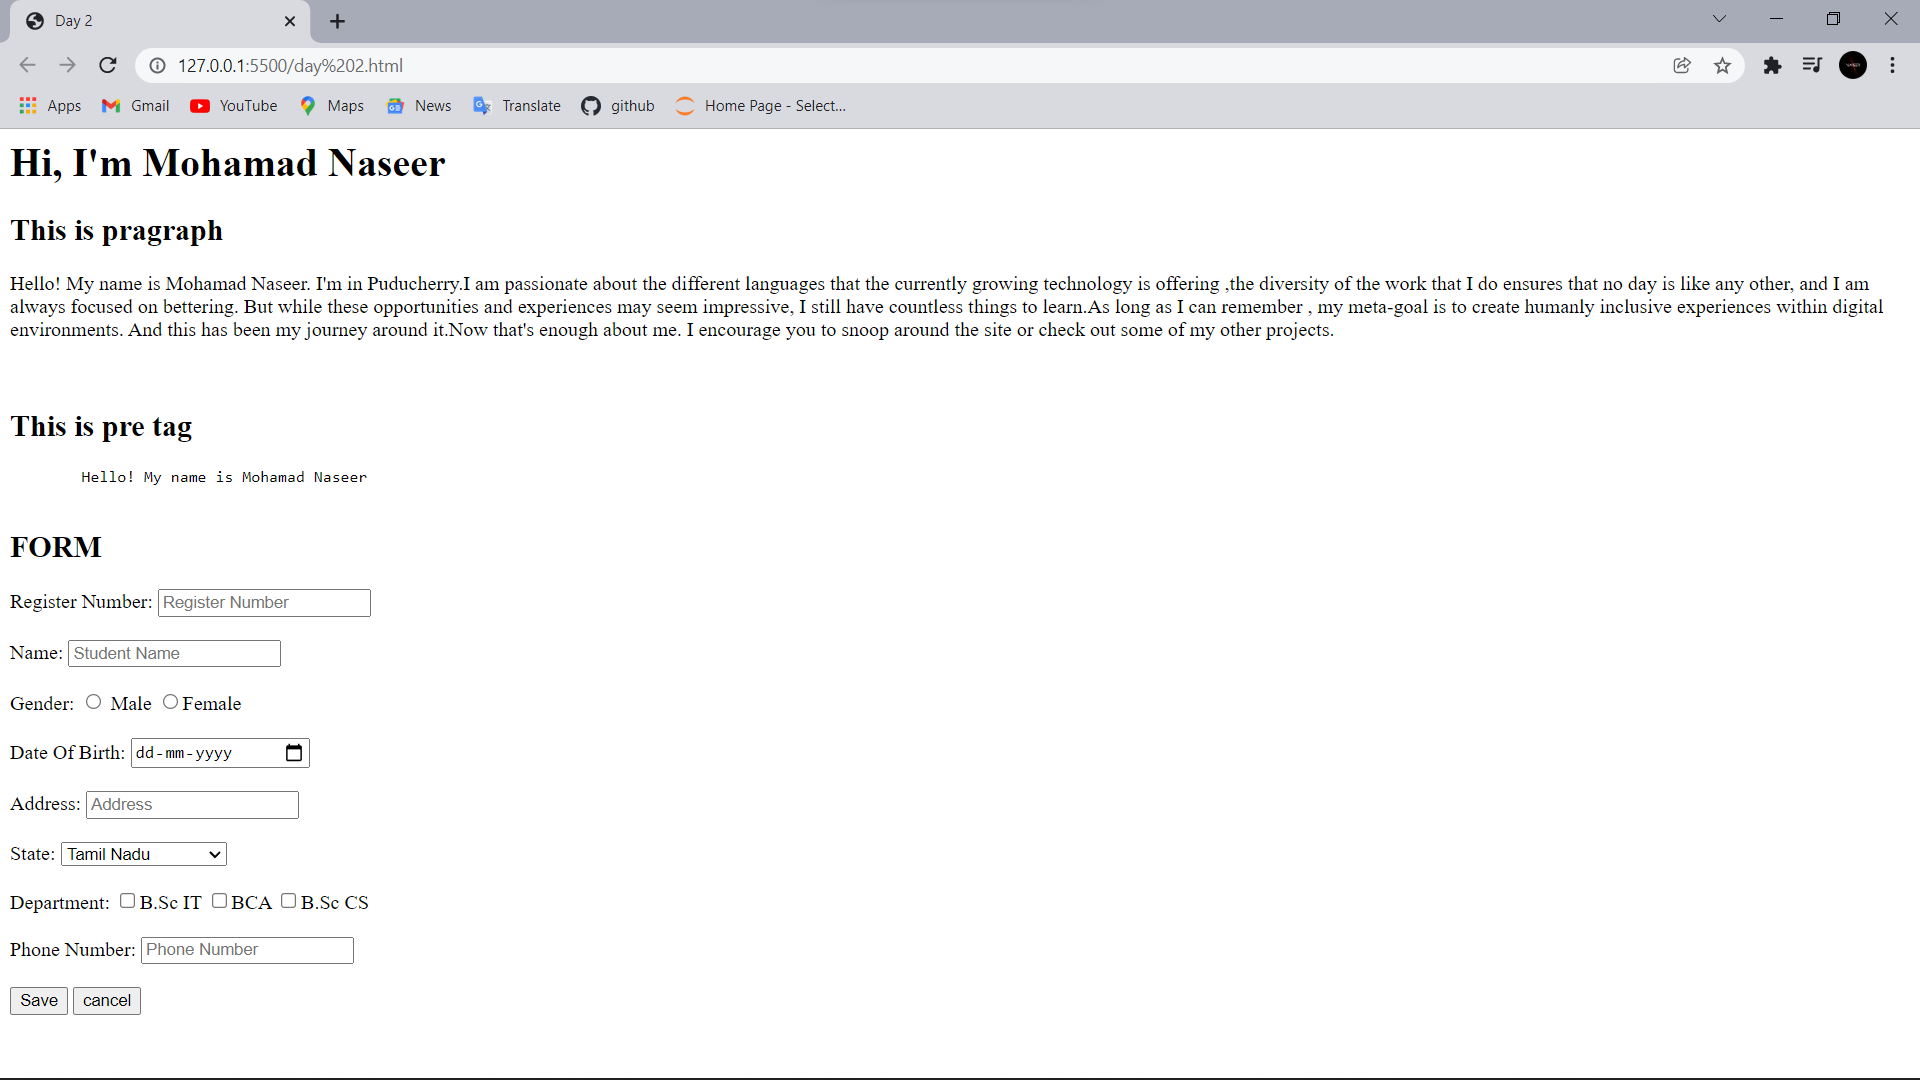 Day 2
127.0.0.1:5500/day%202.html
Apps Gmail YouTube Maps News Translate github Home Page - Select...
Hi, I'm Mohamad Naseer
This is pragraph
Hello! My name is Mohamad Naseer. I'm in Puducherry.I am passionate about the different languages that the currently growing technology is offering ,the diversity of the work that I do ensures that no day is like any other, and I am
always focused on bettering. But while these opportunities and experiences may seem impressive, I still have countless things to learn.As long as I can remember , my meta-goal is to create humanly inclusive experiences within digital
environments. And this has been my journey around it.Now that's enough about me. I encourage you to snoop around the site or check out some of my other projects.
This is pre tag
Hello! My name is Mohamad Naseer
FORM
Register Number: Register Number
Name: Student Name
Gender: Male Female
Date Of Birth: dd-mm-yyyy
Address: Address
State: Tamil Nadu
Department: B.Sc IT BCA B.Sc CS
Phone Number: Phone Number
Save cancel